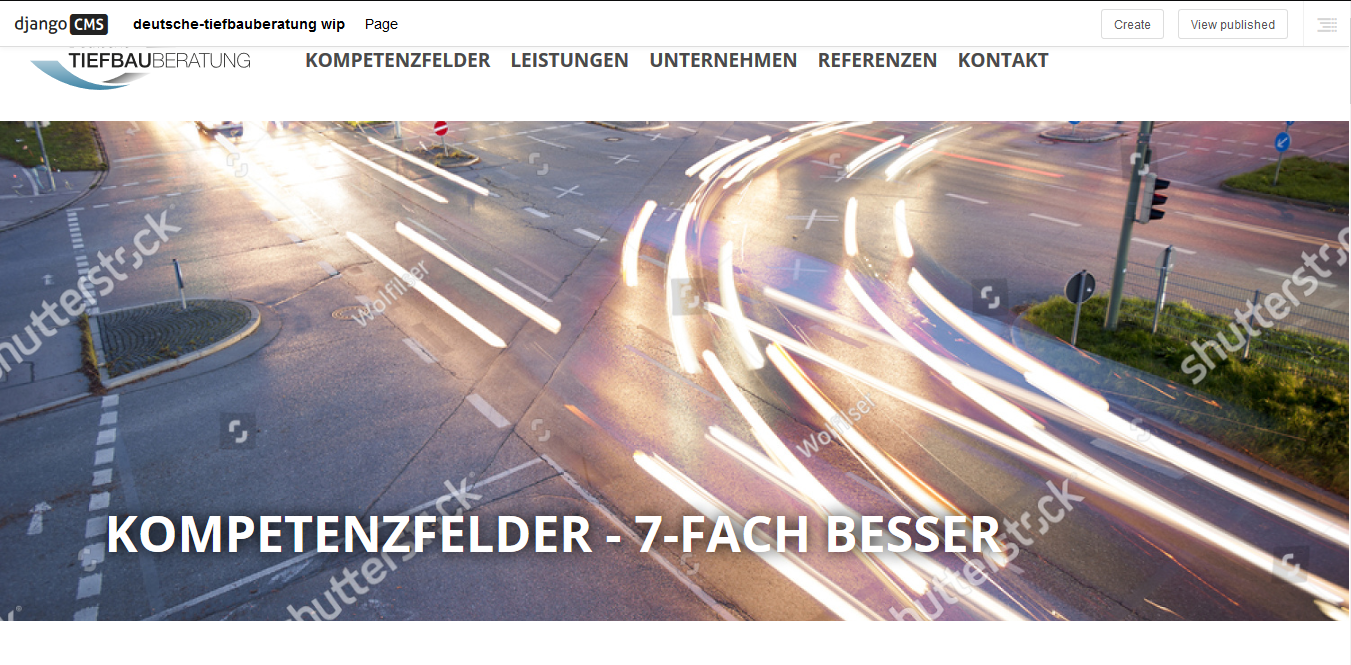 django CMS deutsche-tiefbauberatung wip Page Create View published
TIEFBAUBERATUNG
KOMPETENZFELDER LEISTUNGEN UNTERNEHMEN REFERENZEN KONTAKT
shutterstock
Wolfilser
shutterstock
Wolfilser
KOMPETENZFELDER - 7-FACH BESSER
shutterstock
shutterstock